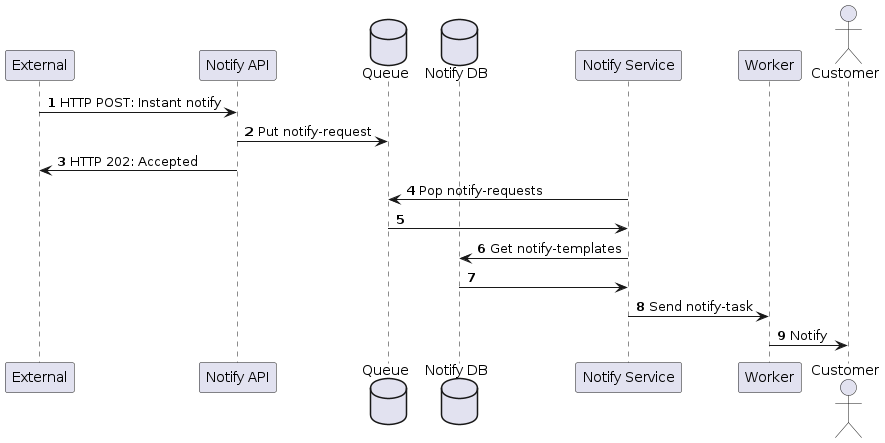 External
Notify API
Queue
Notify DB
Notify Service
Worker
Customer
1 HTTP POST: Instant notify
2 Put notify-request
3 HTTP 202: Accepted
4 Pop notify-requests
5
6 Get notify-templates
7
8 Send notify-task
9 Notify
External
Notify API
Queue
Notify DB
Notify Service
Worker
Customer